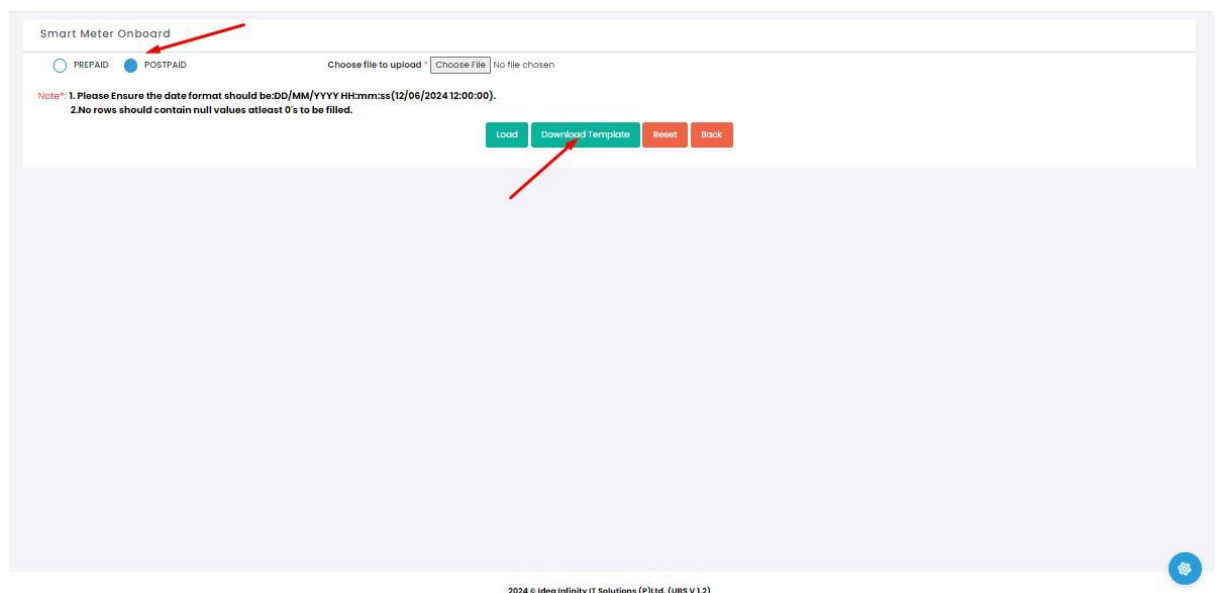 Smart Meter Onboard
PREPAID POSTPAID Choose file to upload * Choose File No file chosen
Note*: 1. Please Ensure the date format should be:DD/MM/YYYY HH:mm:ss(12/06/2024 12:00:00).
2.No rows should contain null values atleast 0's to be filled.
Load Download Template Reset Back
2024 © Idea Infinity IT Solutions (P)Ltd. (UBS V 1.2)